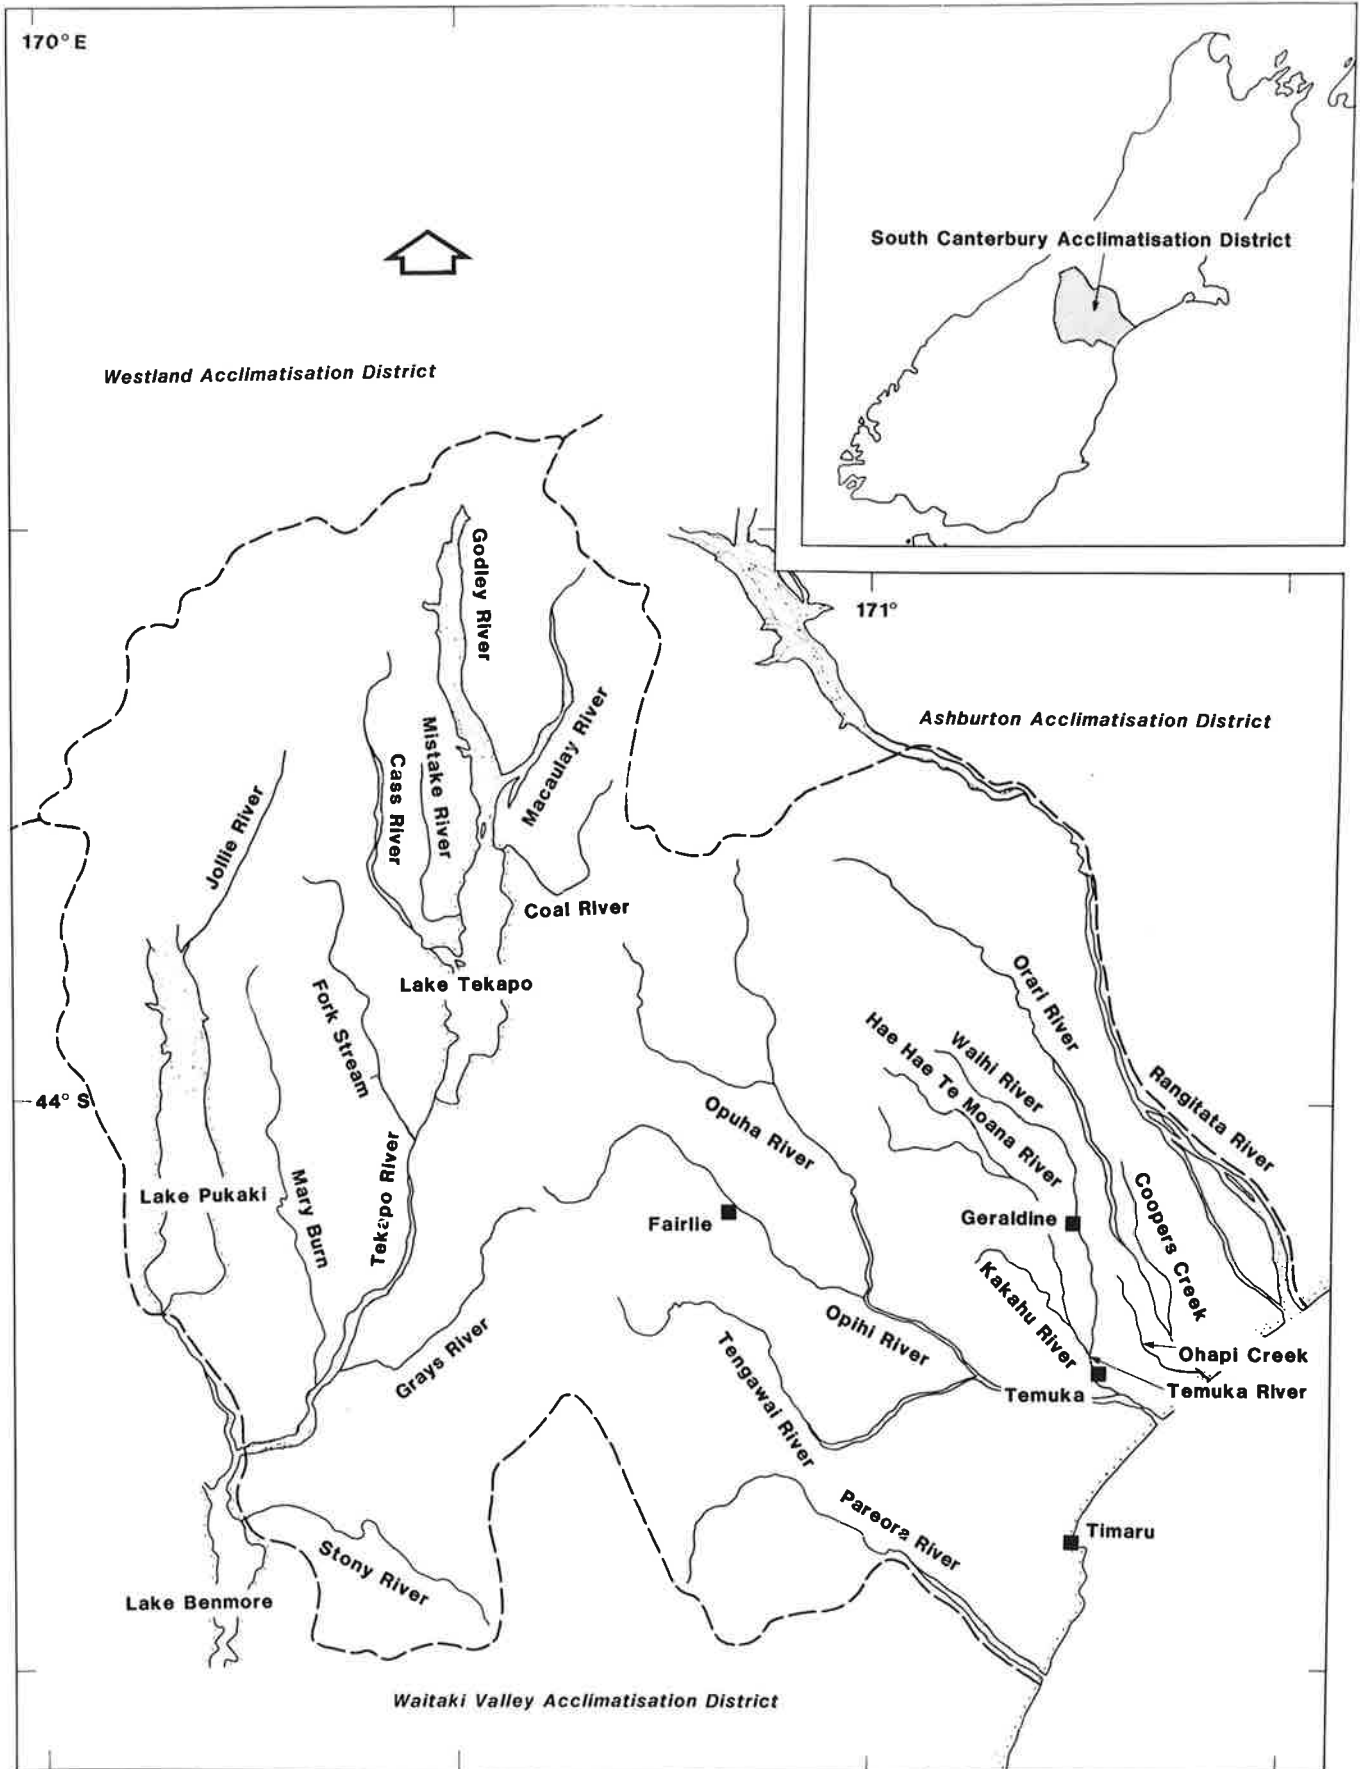 170° E
South Canterbury Acclimatisation District
Westland Acclimatisation District
Godley River
171°
Ashburton Acclimatisation District
Macaulay River
Mistake River
Cass River
Jollie River
Coal River
Lake Tekapo
Fork Stream
Orari River
Waihi River
Hae Hae Te Moana River
Rangitata River
44° S
Opuha River
Tekapo River
Mary Burn
Lake Pukaki
Fairlie
Geraldine
Coopers Creek
Kakahu River
Opihi River
Grays River
Tengawai River
Ohapi Creek
Temuka River
Temuka
Pareora River
Timaru
Stony River
Lake Benmore
Waitaki Valley Acclimatisation District